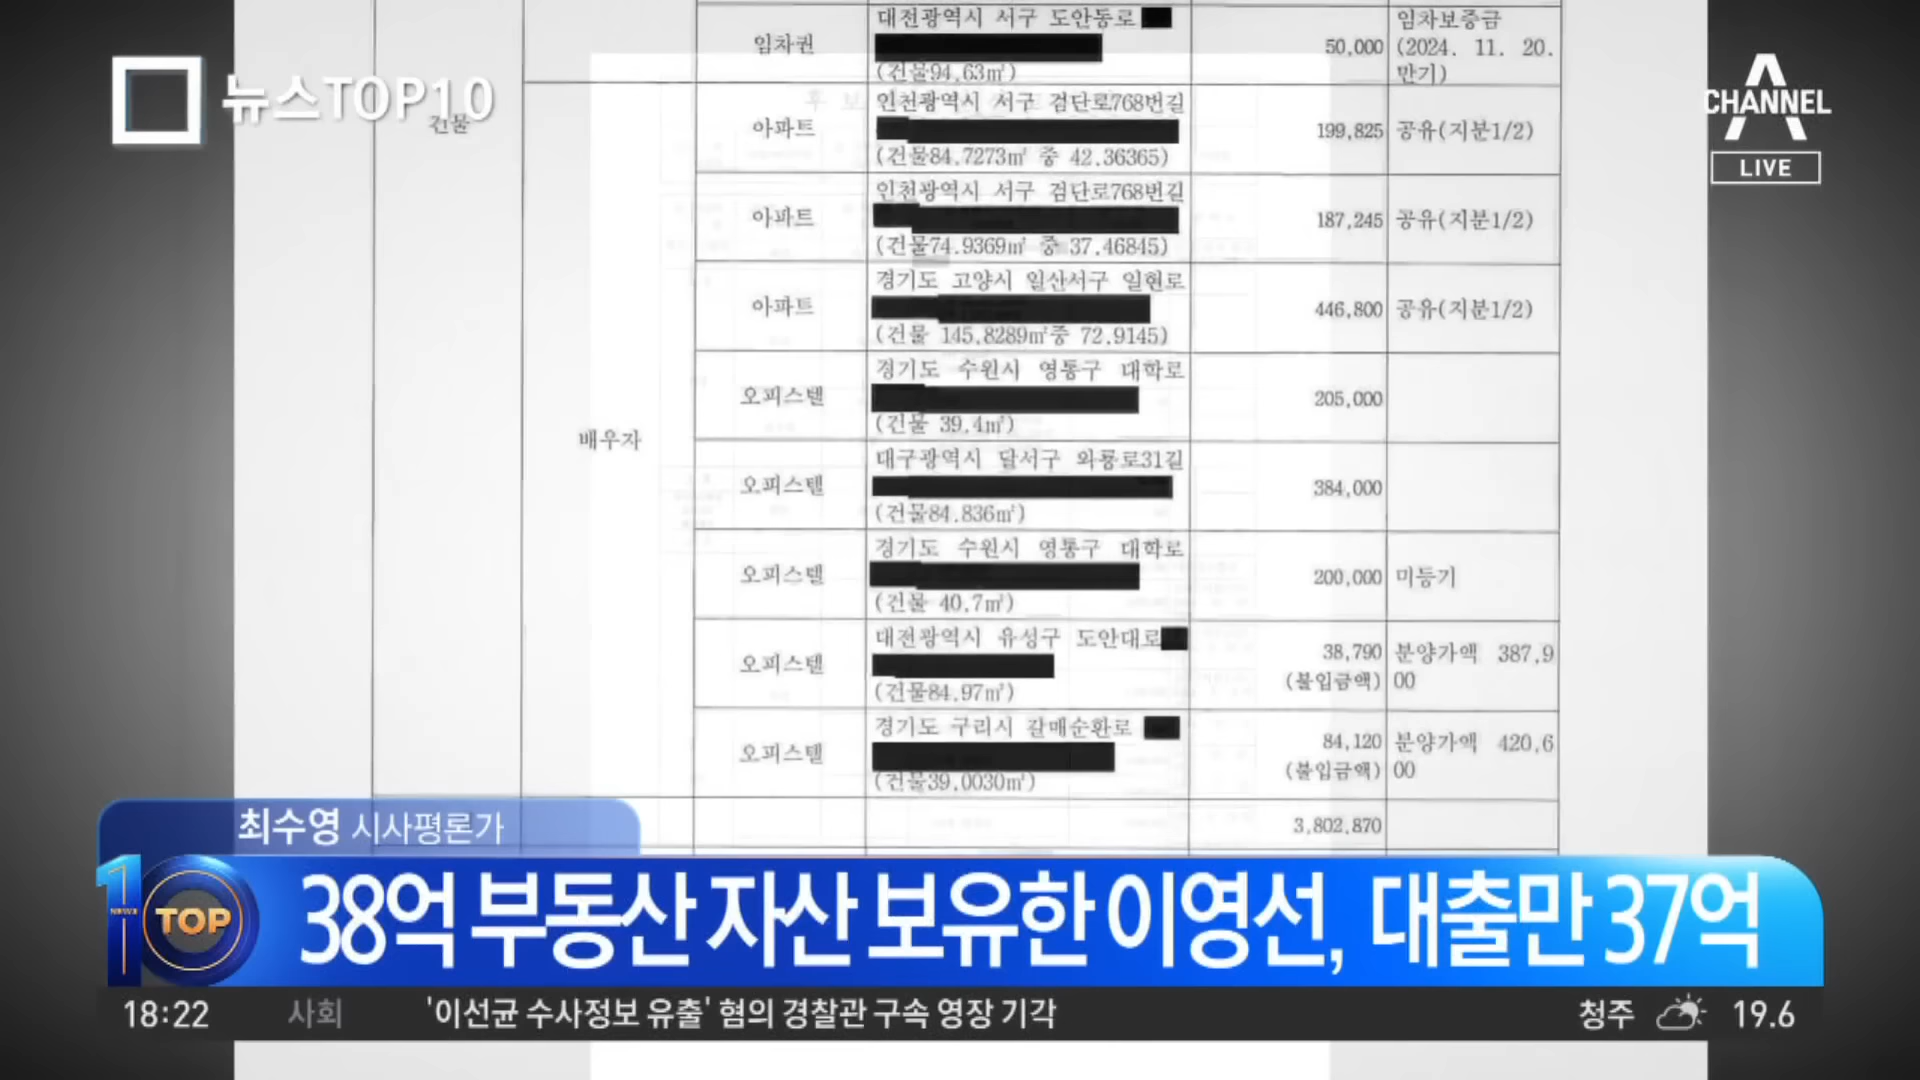 뉴스TOP10
CHANNEL A
LIVE
건물
배우자
임차권
대전광역시 서구 도안동로
(건물94.63㎡)
50,000
임차보증금
(2024. 11. 20.
만기)
아파트
인천광역시 서구 검단로768번길
(건물84.7273㎡ 중 42.36365)
199,825
공유(지분1/2)
아파트
인천광역시 서구 검단로768번길
(건물74.9369㎡ 중 37.46845)
187,245
공유(지분1/2)
아파트
경기도 고양시 일산서구 일현로
(건물 145.8289㎡중 72.9145)
446,800
공유(지분1/2)
오피스텔
경기도 수원시 영통구 대학로
(건물 39.4㎡)
205,000
오피스텔
대구광역시 달서구 와룡로31길
(건물84.836㎡)
384,000
오피스텔
경기도 수원시 영통구 대학로
(건물 40.7㎡)
200,000
미등기
오피스텔
대전광역시 유성구 도안대로
(건물84.97㎡)
38,790
(불입금액)
분양가액 387,9
00
오피스텔
경기도 구리시 갈매순환로
(건물39.0030㎡)
84,120
(불입금액)
분양가액 420,6
00
3,802,870
최수영 시사평론가
NEWS TOP 10
38억 부동산 자산 보유한 이영선, 대출만 37억
18:22 사회 '이선균 수사정보 유출' 혐의 경찰관 구속 영장 기각 청주 19.6